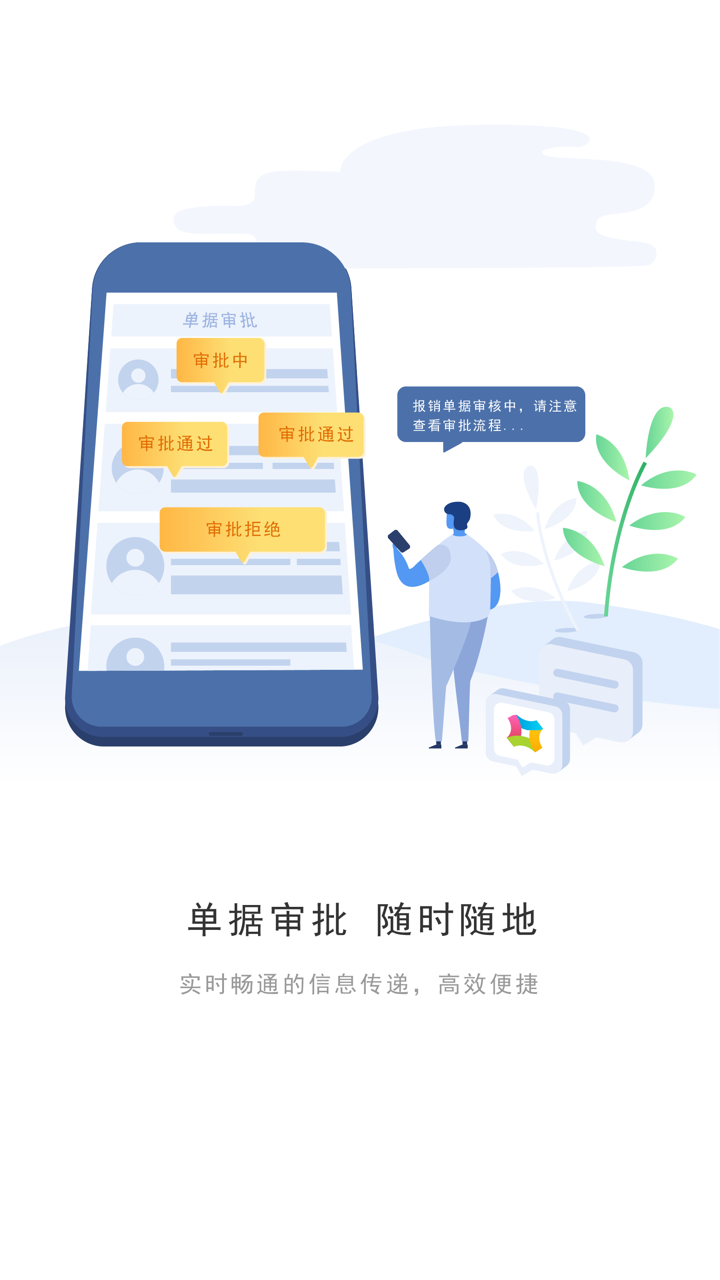 单据审批
审批中
审批通过
审批通过
审批拒绝
报销单据审核中，请注意
查看审批流程...
单据审批 随时随地
实时畅通的信息传递，高效便捷